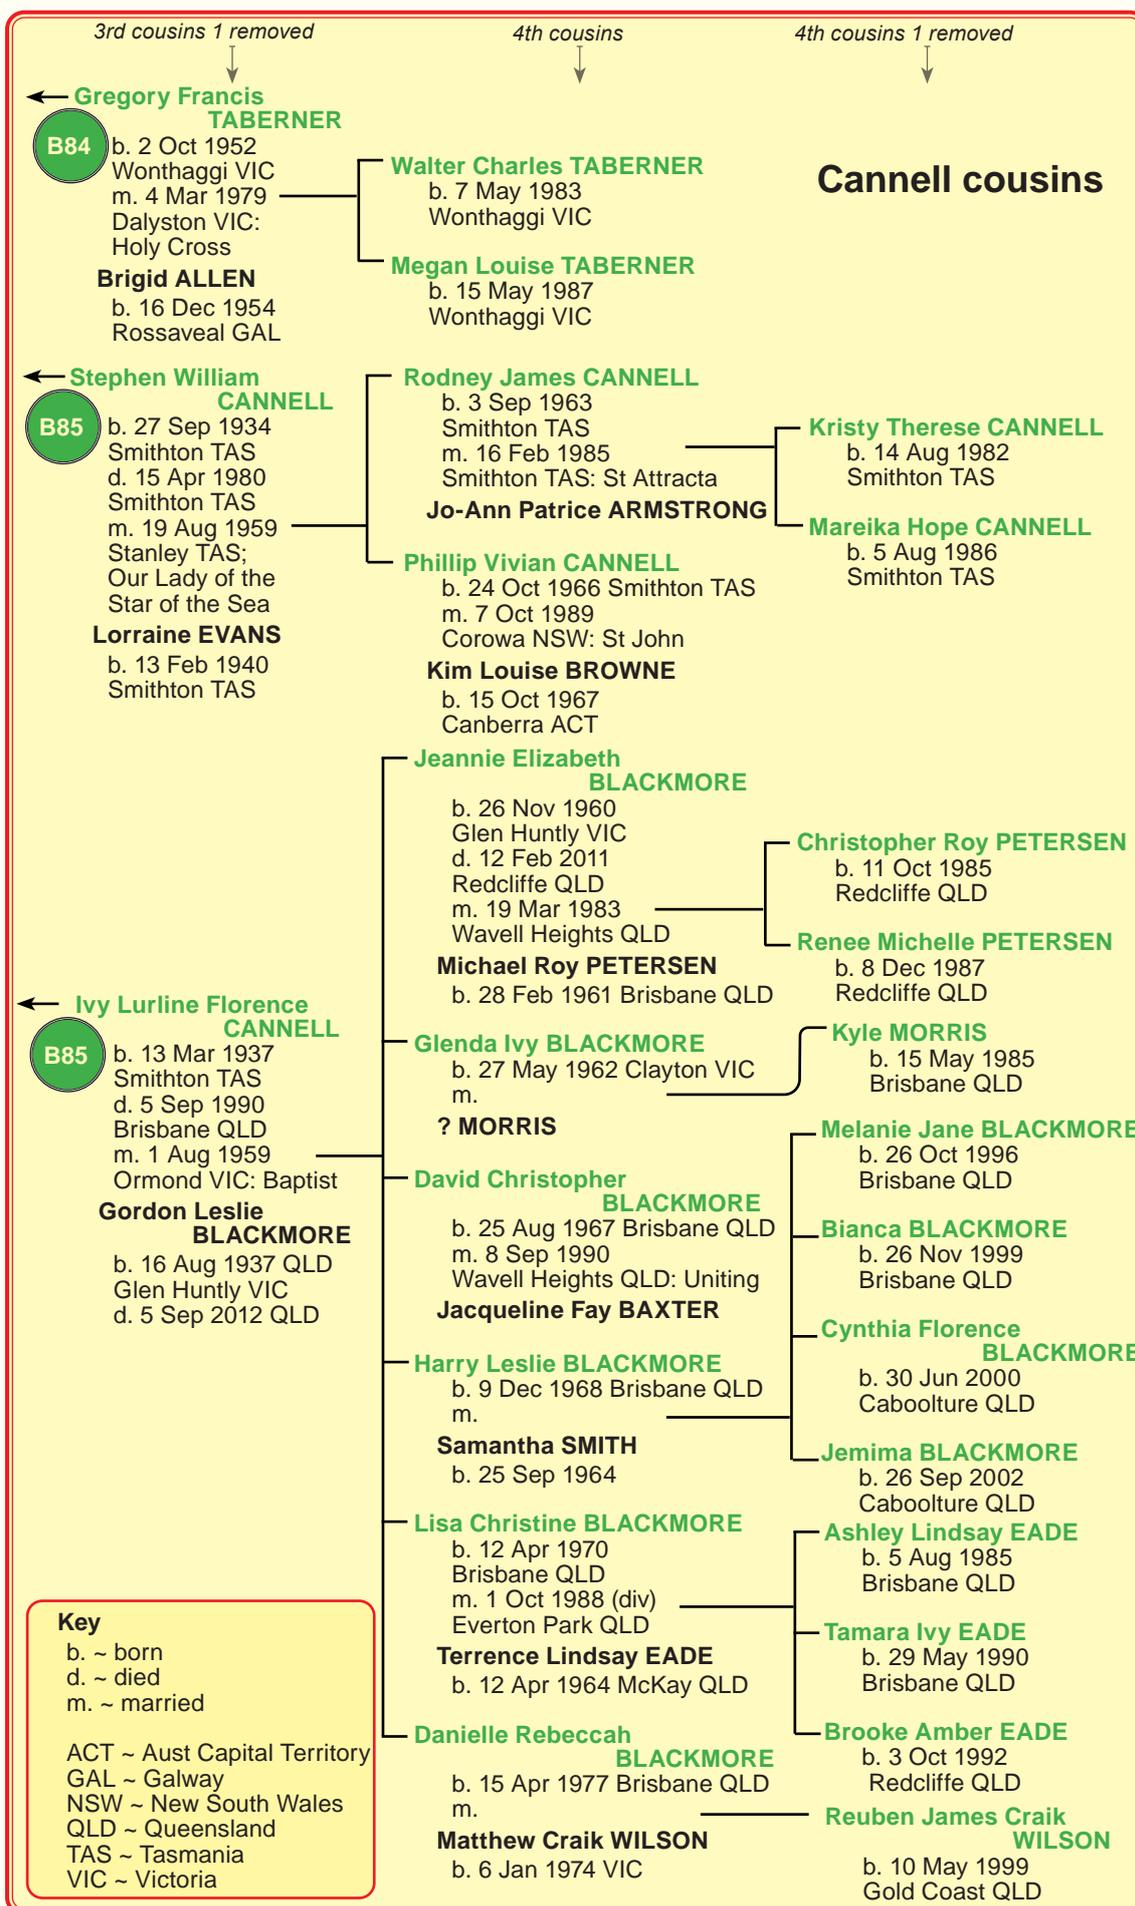 3rd cousins 1 removed
4th cousins
4th cousins 1 removed
Cannell cousins
Gregory Francis
TABERNER
B84
b. 2 Oct 1952
Wonthaggi VIC
m. 4 Mar 1979
Dalyston VIC:
Holy Cross
Brigid ALLEN
b. 16 Dec 1954
Rossaveal GAL
Walter Charles TABERNER
b. 7 May 1983
Wonthaggi VIC
Megan Louise TABERNER
b. 15 May 1987
Wonthaggi VIC
Stephen William
CANNELL
B85
b. 27 Sep 1934
Smithton TAS
d. 15 Apr 1980
Smithton TAS
m. 19 Aug 1959
Stanley TAS;
Our Lady of the
Star of the Sea
Lorraine EVANS
b. 13 Feb 1940
Smithton TAS
Rodney James CANNELL
b. 3 Sep 1963
Smithton TAS
m. 16 Feb 1985
Smithton TAS: St Attracta
Jo-Ann Patrice ARMSTRONG
Kristy Therese CANNELL
b. 14 Aug 1982
Smithton TAS
Mareika Hope CANNELL
b. 5 Aug 1986
Smithton TAS
Phillip Vivian CANNELL
b. 24 Oct 1966 Smithton TAS
m. 7 Oct 1989
Corowa NSW: St John
Kim Louise BROWNE
b. 15 Oct 1967
Canberra ACT
Ivy Lurline Florence
CANNELL
B85
b. 13 Mar 1937
Smithton TAS
d. 5 Sep 1990
Brisbane QLD
m. 1 Aug 1959
Ormond VIC: Baptist
Gordon Leslie
BLACKMORE
b. 16 Aug 1937 QLD
Glen Huntly VIC
d. 5 Sep 2012 QLD
Jeannie Elizabeth
BLACKMORE
b. 26 Nov 1960
Glen Huntly VIC
d. 12 Feb 2011
Redcliffe QLD
m. 19 Mar 1983
Wavell Heights QLD
Michael Roy PETERSEN
b. 28 Feb 1961 Brisbane QLD
Christopher Roy PETERSEN
b. 11 Oct 1985
Redcliffe QLD
Renee Michelle PETERSEN
b. 8 Dec 1987
Redcliffe QLD
Glenda Ivy BLACKMORE
b. 27 May 1962 Clayton VIC
m.
? MORRIS
Kyle MORRIS
b. 15 May 1985
Brisbane QLD
David Christopher
BLACKMORE
b. 25 Aug 1967 Brisbane QLD
m. 8 Sep 1990
Wavell Heights QLD: Uniting
Jacqueline Fay BAXTER
Harry Leslie BLACKMORE
b. 9 Dec 1968 Brisbane QLD
m.
Samantha SMITH
b. 25 Sep 1964
Melanie Jane BLACKMORE
b. 26 Oct 1996
Brisbane QLD
Bianca BLACKMORE
b. 26 Nov 1999
Brisbane QLD
Cynthia Florence
BLACKMORE
b. 30 Jun 2000
Caboolture QLD
Jemima BLACKMORE
b. 26 Sep 2002
Caboolture QLD
Lisa Christine BLACKMORE
b. 12 Apr 1970
Brisbane QLD
m. 1 Oct 1988 (div)
Everton Park QLD
Terrence Lindsay EADE
b. 12 Apr 1964 McKay QLD
Ashley Lindsay EADE
b. 5 Aug 1985
Brisbane QLD
Tamara Ivy EADE
b. 29 May 1990
Brisbane QLD
Brooke Amber EADE
b. 3 Oct 1992
Redcliffe QLD
Danielle Rebeccah
BLACKMORE
b. 15 Apr 1977 Brisbane QLD
m.
Matthew Craik WILSON
b. 6 Jan 1974 VIC
Reuben James Craik
WILSON
b. 10 May 1999
Gold Coast QLD
Key
b. ~ born
d. ~ died
m. ~ married
ACT ~ Aust Capital Territory
GAL ~ Galway
NSW ~ New South Wales
QLD ~ Queensland
TAS ~ Tasmania
VIC ~ Victoria